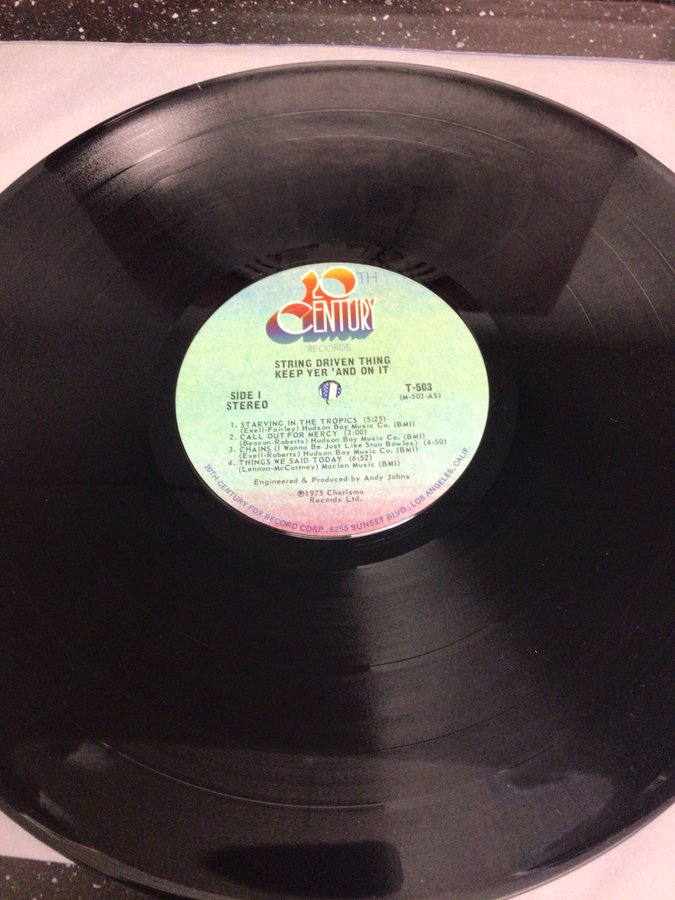 20TH
CENTURY
RECORDS
STRING DRIVEN THING
KEEP YER 'AND ON IT
SIDE I
STEREO
T-503
(M-503-AS)
1. STARVING IN THE TROPICS (5:25)
(Exell-Fairley) Hudson Bay Music Co. (BMI)
2. CALL OUT FOR MERCY (3:00)
(Beacon-Roberts) Hudson Bay Music Co. (BMI)
3. CHAINS (I Wanna Be Just Like Stan Bowles) (4:50)
(Exell-Roberts) Hudson Bay Music Co. (BMI)
4. THINGS WE SAID TODAY (6:52)
(Lennon-McCartney) Maclen Music (BMI)
Engineered & Produced by Andy Johns
℗1975 Charisma
Records Ltd.
20TH CENTURY FOX RECORD CORP., 8255 SUNSET BLVD., LOS ANGELES, CALIF.